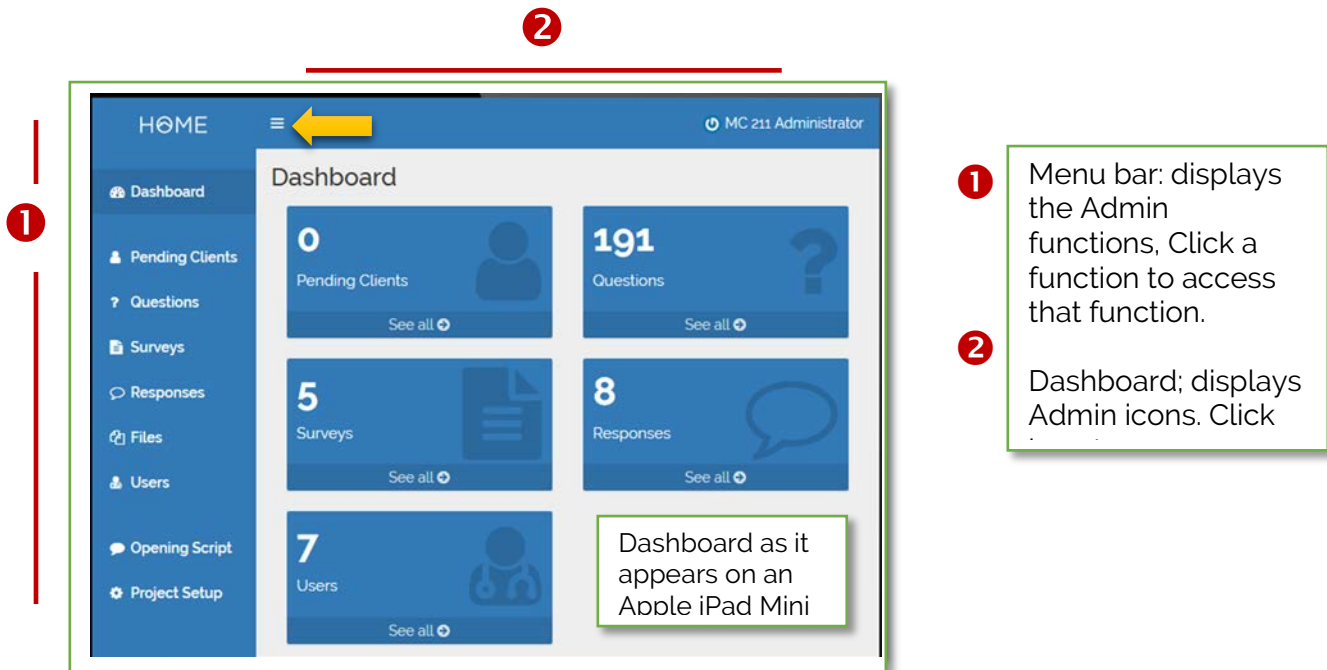 ❷
❶
HOME
☰
MC 211 Administrator
Dashboard
Pending Clients
? Questions
Surveys
Responses
Files
Users
Opening Script
Project Setup
Dashboard
0
Pending Clients
See all
191
Questions
?
See all
5
Surveys
See all
8
Responses
See all
7
Users
See all
Dashboard as it
appears on an
Apple iPad Mini
❶
Menu bar: displays
the Admin
functions, Click a
function to access
that function.
❷
Dashboard; displays
Admin icons. Click